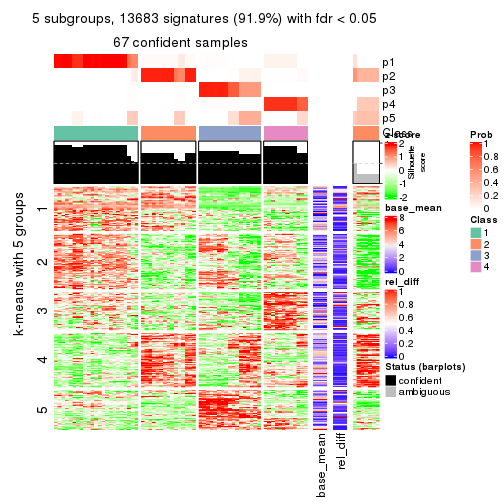 5 subgroups, 13683 signatures (91.9%) with fdr < 0.05
67 confident samples
p1
p2
p3
p4
p5
Class
z-score
2
1
0
-1
-2
Silhouette
score
Prob
1
0.8
0.6
0.4
0.2
0
base_mean
8
6
4
2
0
Class
1
2
3
4
rel_diff
1
0.8
0.6
0.4
0.2
0
Status (barplots)
confident
ambiguous
k-means with 5 groups
1
2
3
4
5
base_mean
rel_diff